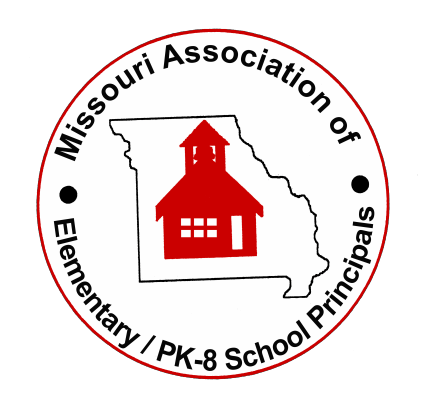 Missouri Association of
Elementary / PK-8 School Principals